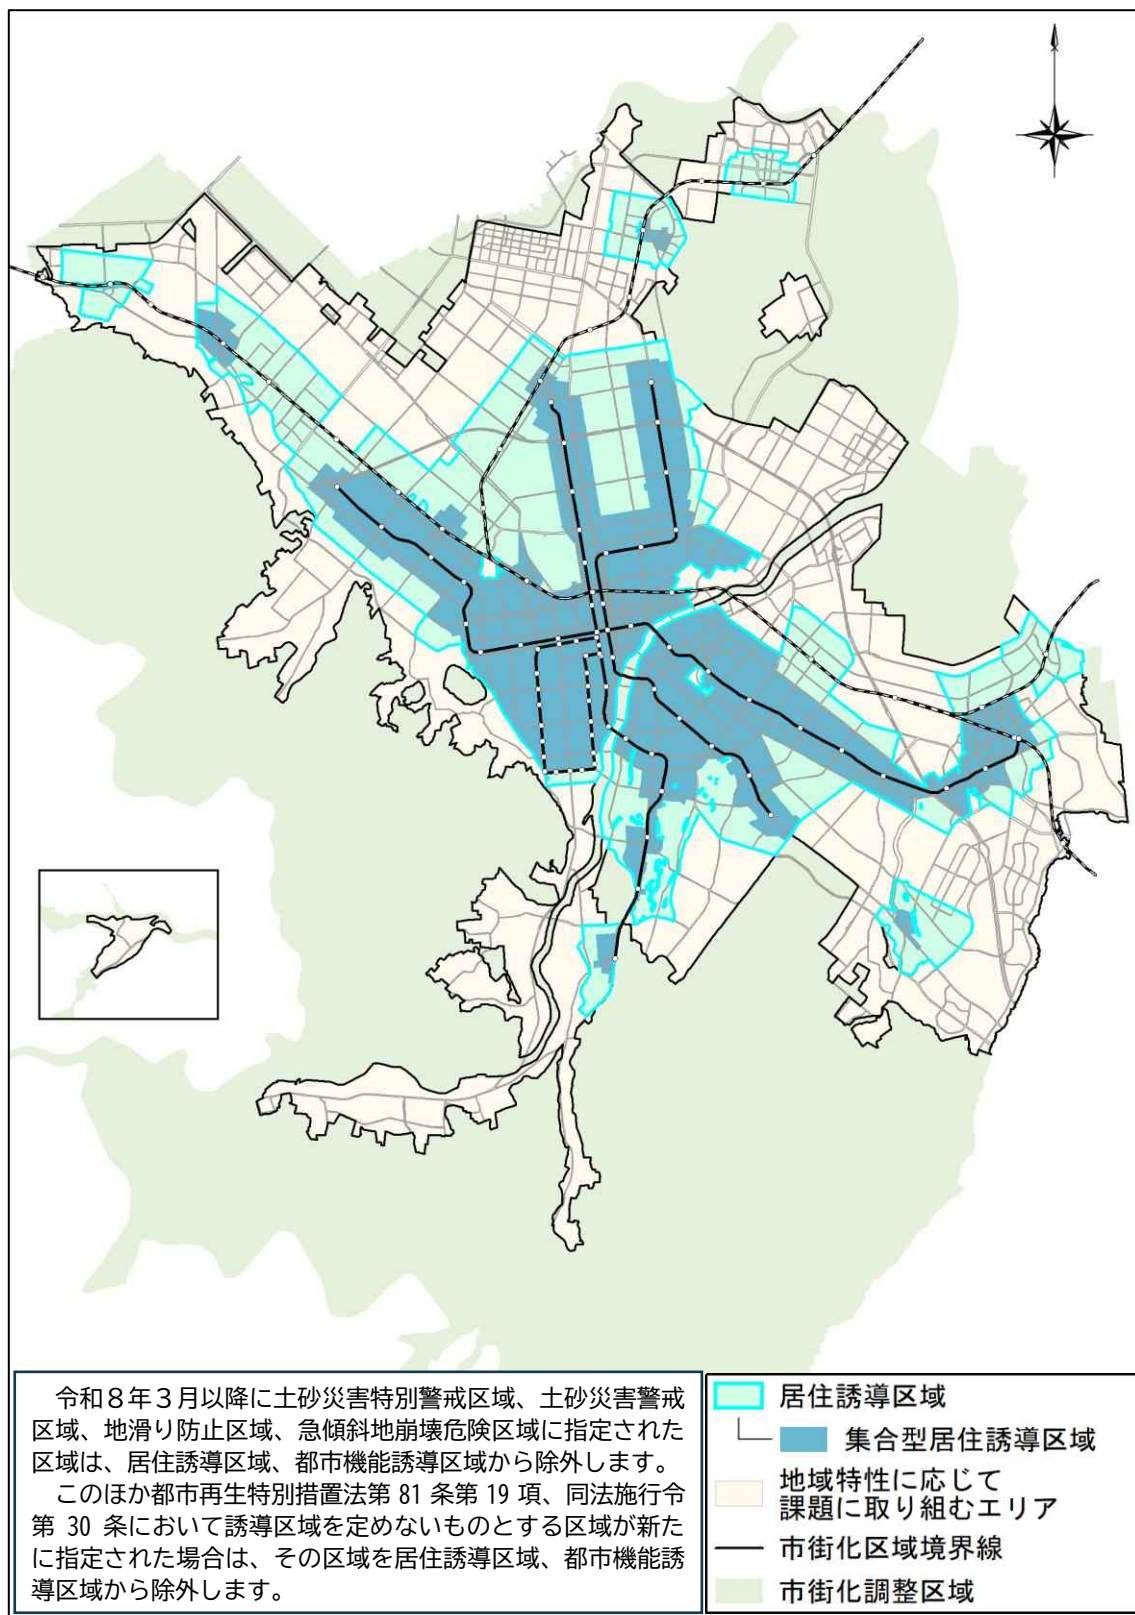 令和８年３月以降に土砂災害特別警戒区域、土砂災害警戒
区域、地滑り防止区域、急傾斜地崩壊危険区域に指定された
区域は、居住誘導区域、都市機能誘導区域から除外します。
このほか都市再生特別措置法第 81 条第 19 項、同法施行令
第 30 条において誘導区域を定めないものとする区域が新た
に指定された場合は、その区域を居住誘導区域、都市機能誘
導区域から除外します。
居住誘導区域
集合型居住誘導区域
地域特性に応じて
課題に取り組むエリア
市街化区域境界線
市街化調整区域